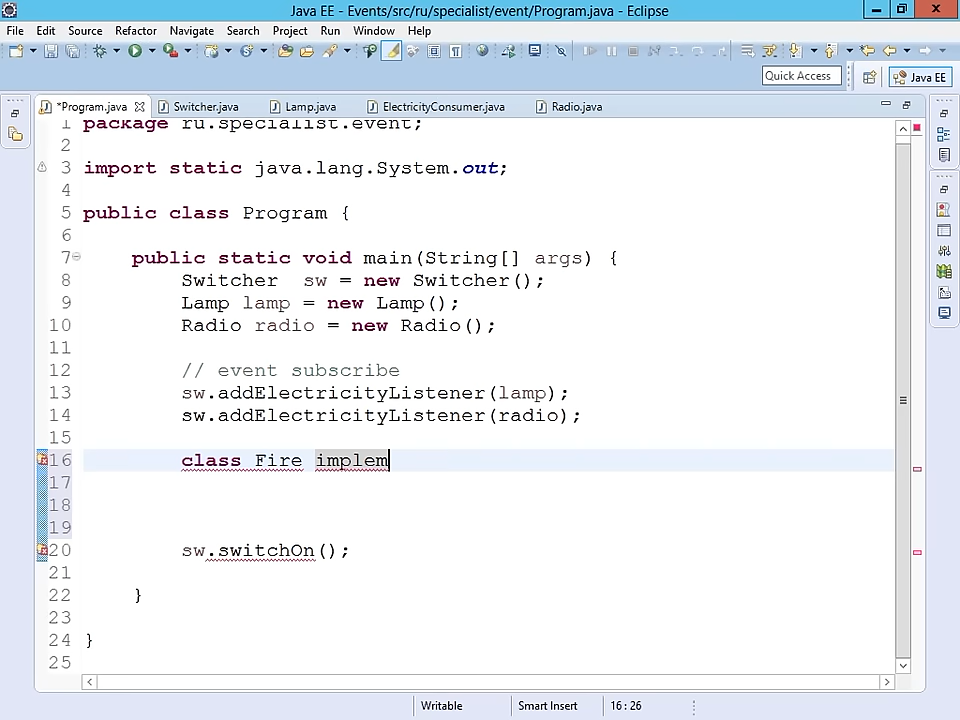 Java EE - Events/src/ru/specialist/event/Program.java - Eclipse
File Edit Source Refactor Navigate Search Project Run Window Help
Quick Access
Java EE
*Program.java Switcher.java Lamp.java ElectricityConsumer.java Radio.java
1 package ru.specialist.event;
2
3 import static java.lang.System.out;
4
5 public class Program {
6
7 public static void main(String[] args) {
8 Switcher sw = new Switcher();
9 Lamp lamp = new Lamp();
10 Radio radio = new Radio();
11
12 // event subscribe
13 sw.addElectricityListener(lamp);
14 sw.addElectricityListener(radio);
15
16 class Fire implem
17
18
19
20 sw.switchOn();
21
22 }
23
24 }
25
Writable Smart Insert 16 : 26